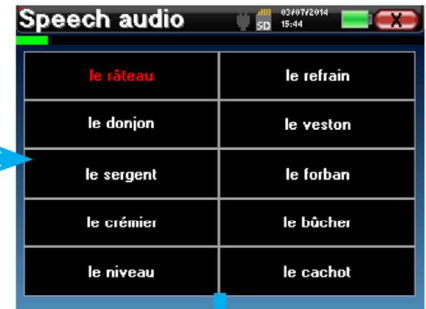 Speech audio
SD
03/07/2014
15:44
X
le râteau le refrain
le donjon le veston
le sergent le forban
le crémier le bûcher
le niveau le cachot